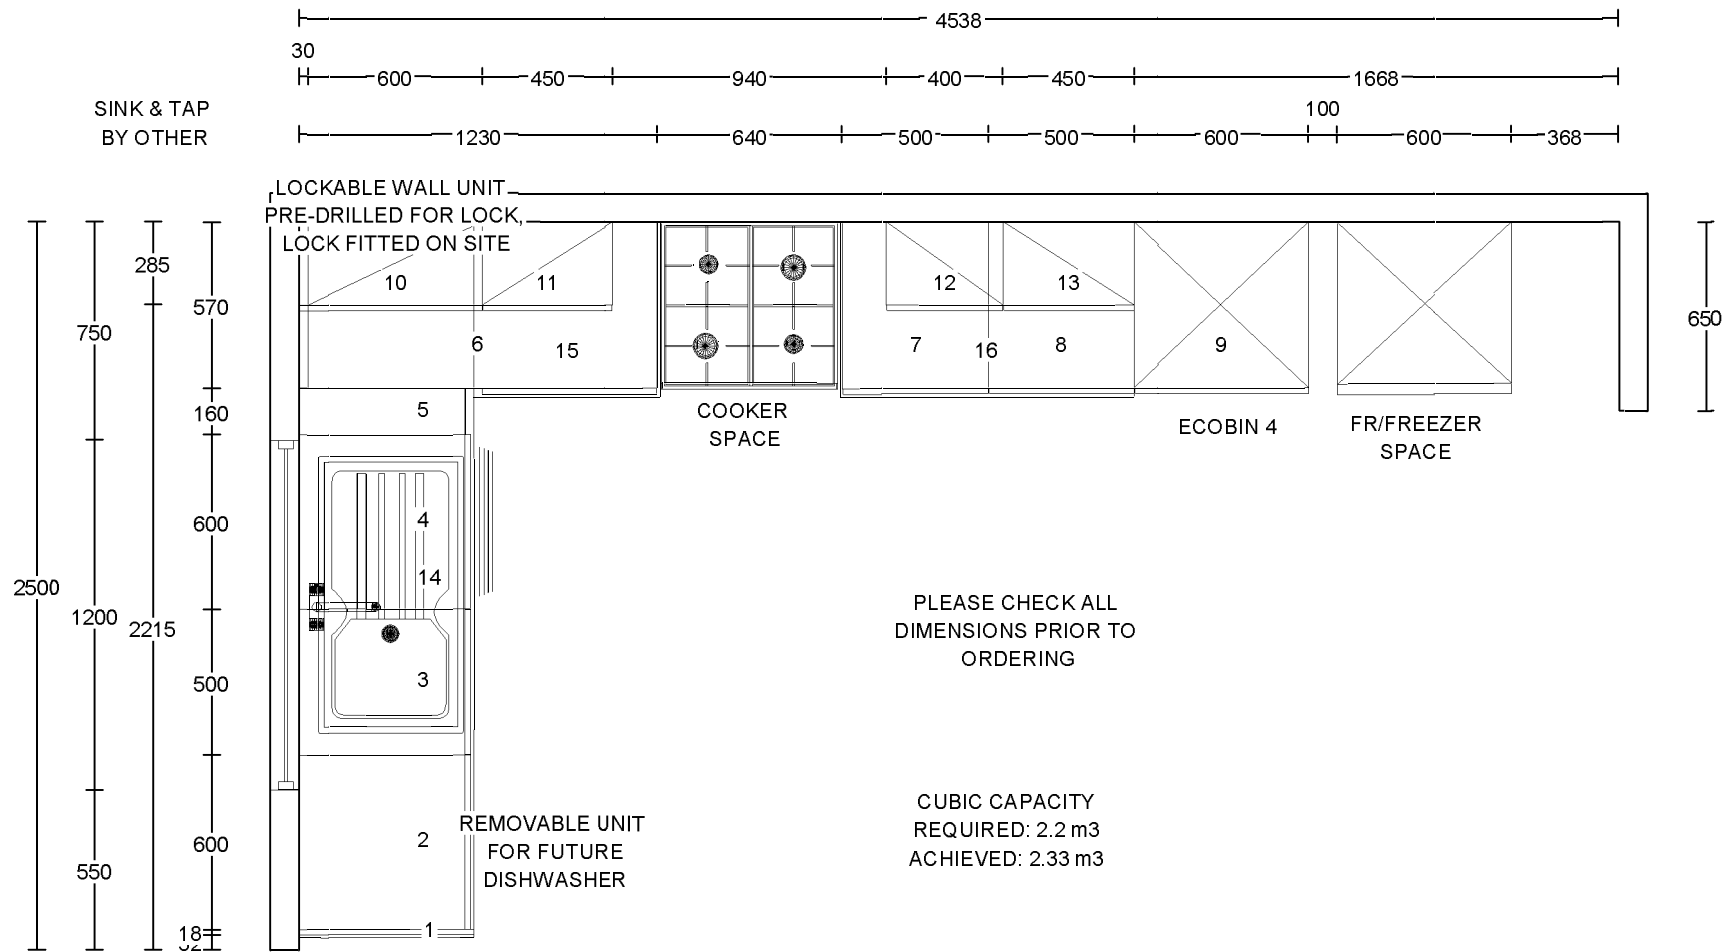 4538
30
600 450 940 400 450 1668
SINK & TAP
BY OTHER
100
1230 640 500 500 600 600 368
LOCKABLE WALL UNIT
PRE-DRILLED FOR LOCK,
LOCK FITTED ON SITE
285
570
750
650
10 11 12 13
6 15 7 16 8 9
160
5
COOKER
SPACE
ECOBIN 4
FR/FREEZER
SPACE
600
4
14
2500
1200
2215
500
3
PLEASE CHECK ALL
DIMENSIONS PRIOR TO
ORDERING
CUBIC CAPACITY
REQUIRED: 2.2 m3
ACHIEVED: 2.33 m3
600
550
2
REMOVABLE UNIT
FOR FUTURE
DISHWASHER
18
1